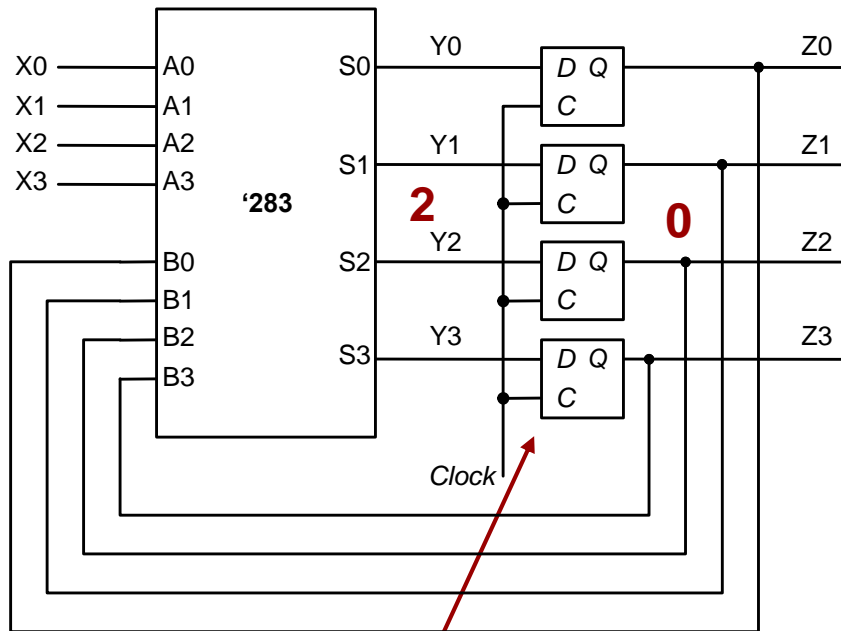 Y0 Z0
X0 A0 S0 D Q
X1 A1 C
X2 A2 Y1 Z1
X3 A3 S1 D Q
‘283 2 C 0
Y2 Z2
B0 S2 D Q
B1 C
B2 Y3 Z3
B3 S3 D Q
C
Clock